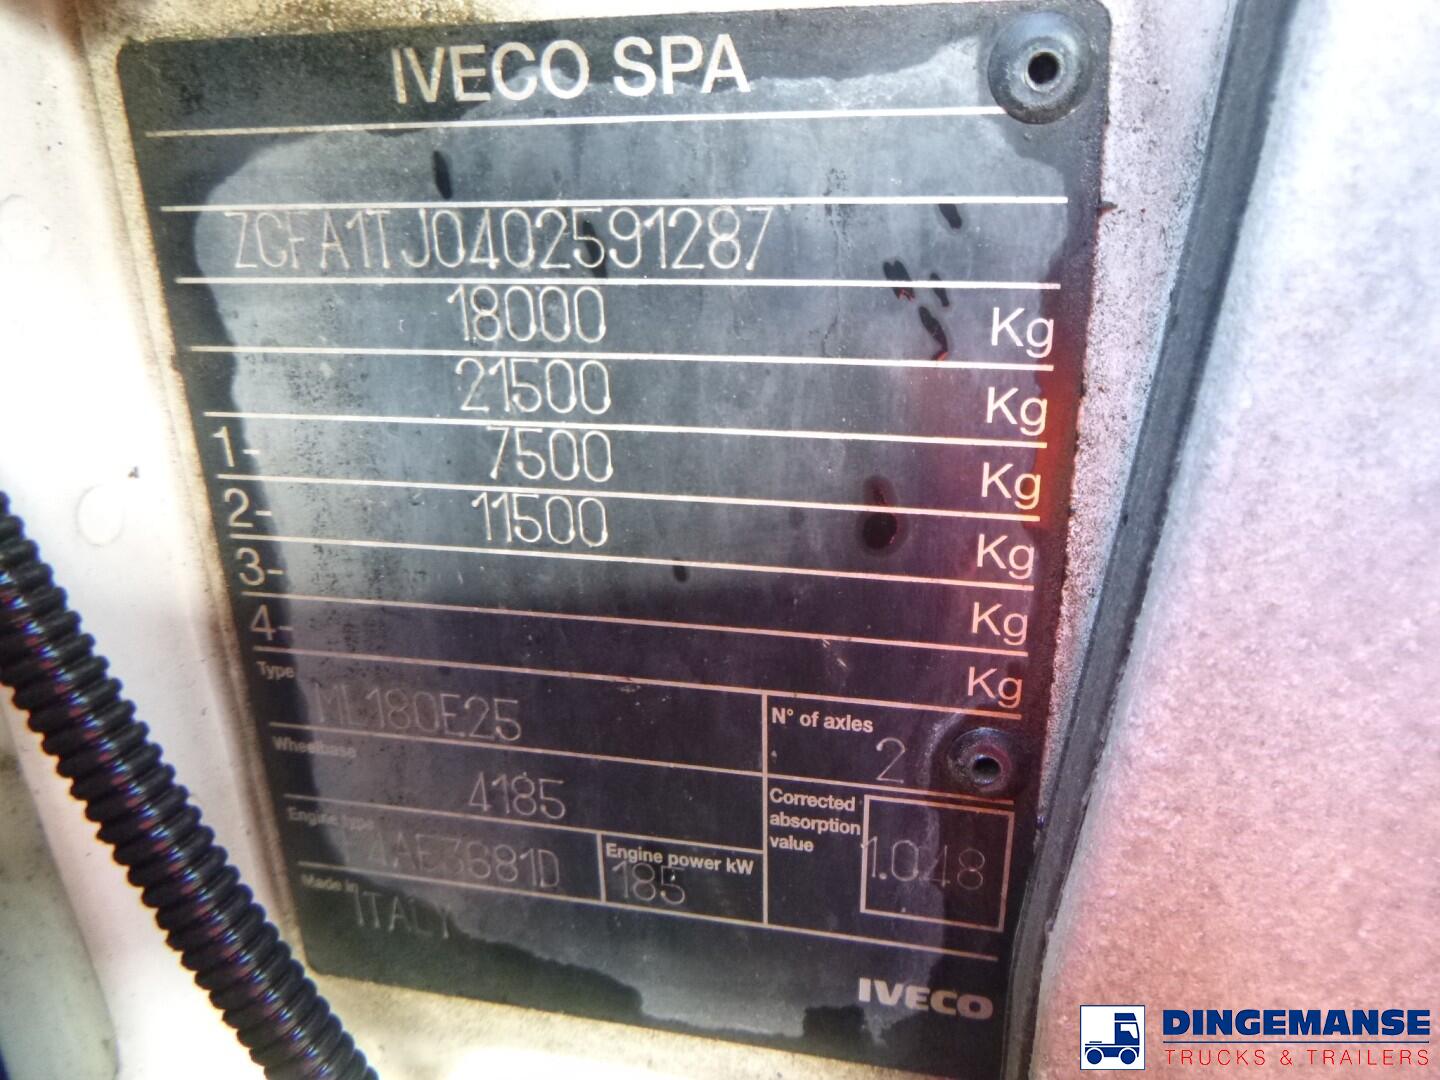 IVECO SPA
ZCFA1TJ0402591287
18000 Kg
21500 Kg
1- 7500 Kg
2- 11500 Kg
3- Kg
4- Kg
Type
ML180E25
N° of axles
2
Wheelbase
4185
Corrected
absorption
value
1.048
Engine type
4AE3681D
Engine power kW
185
Made in
ITALY
IVECO
DINGEMANSE
TRUCKS & TRAILERS